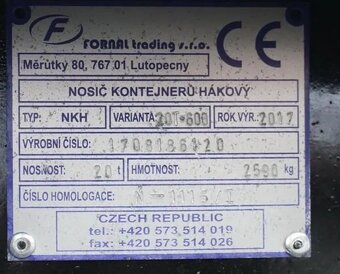 F FORNAL trading s.r.o. CE
Měrůtky 80, 767 01 Lutopecny
NOSIČ KONTEJNERŮ HÁKOVÝ
TYP: NKH VARIANTA: 20T-600 ROK VÝR.: 2017
VÝROBNÍ ČÍSLO:
NOSNOST: 20 t HMOTNOST: 2590 kg
ČÍSLO HOMOLOGACE:
CZECH REPUBLIC
tel.: +420 573 514 019
fax: +420 573 514 026